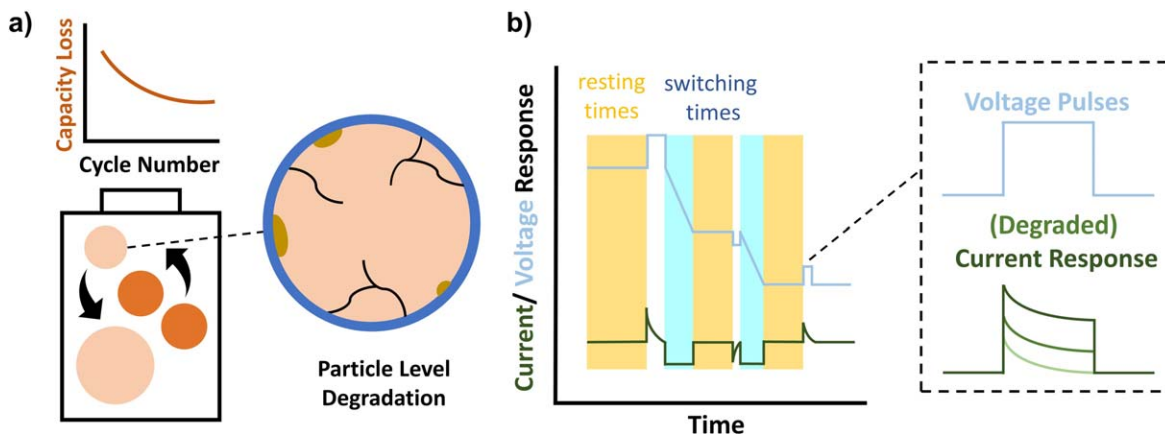 a)
Capacity Loss
Cycle Number
Particle Level
Degradation
b)
resting
times
switching
times
Current/ Voltage Response
Time
Voltage Pulses
(Degraded)
Current Response